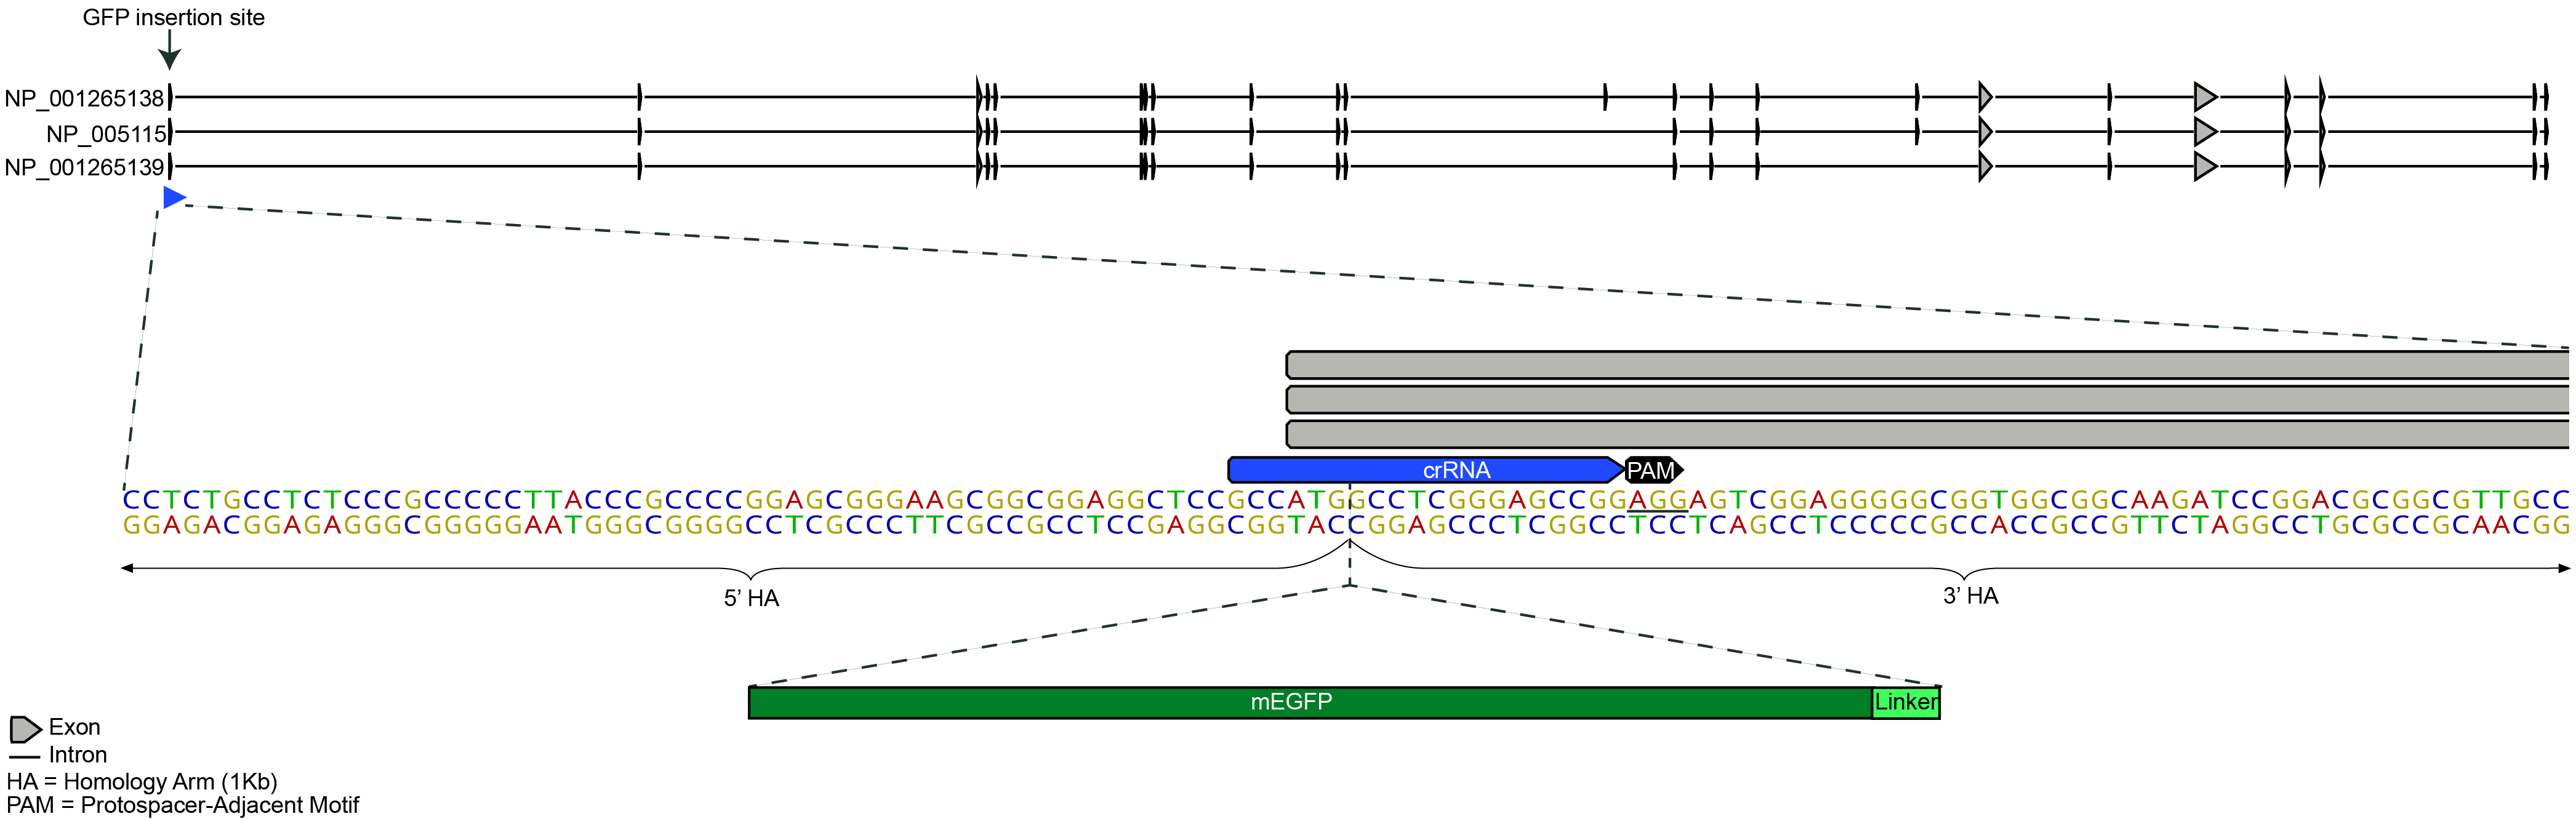 GFP insertion site
NP_001265138
NP_005115
NP_001265139
crRNA PAM
CCTCTGCCTCTCCCGCCCCCTTACCCGCCCCGGAGCGGGAAGCGGCGGAGGCTCCGCCATGGCCTCGGGAGCCGGAGGAGTCGGAGGGGGCGGTGGCGGCAAGATCCGGACGCGGCGTTGCC
GGAGACGGAGAGGGCGGGGGAATGGGCGGGGCCTCGCCCTTCGCCGCCTCCGAGGCGGTACCGGAGCCCTCGGCCTCCTCAGCCTCCCCCGCCACCGCCGTTCTAGGCCTGCGCCGCAACGG
5’ HA 3’ HA
mEGFP Linker
Exon
Intron
HA = Homology Arm (1Kb)
PAM = Protospacer-Adjacent Motif